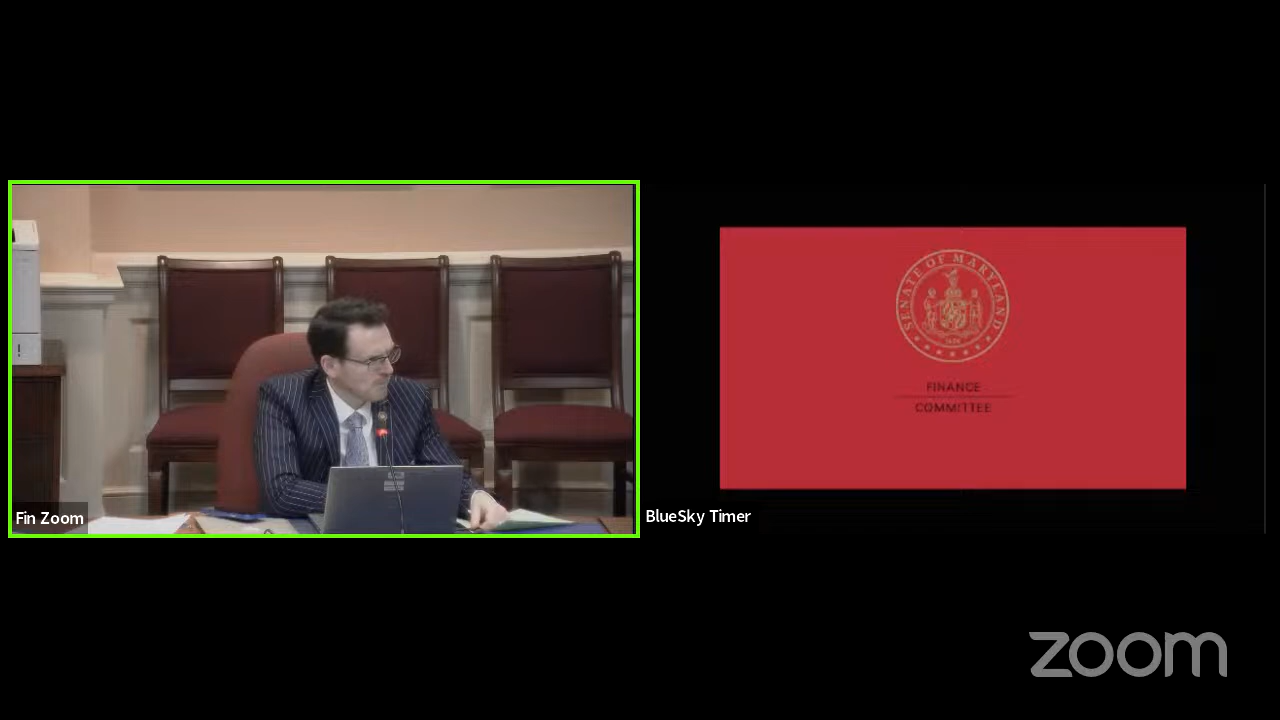 SENATE OF MARYLAND
FINANCE
COMMITTEE
Fin Zoom
BlueSky Timer
zoom